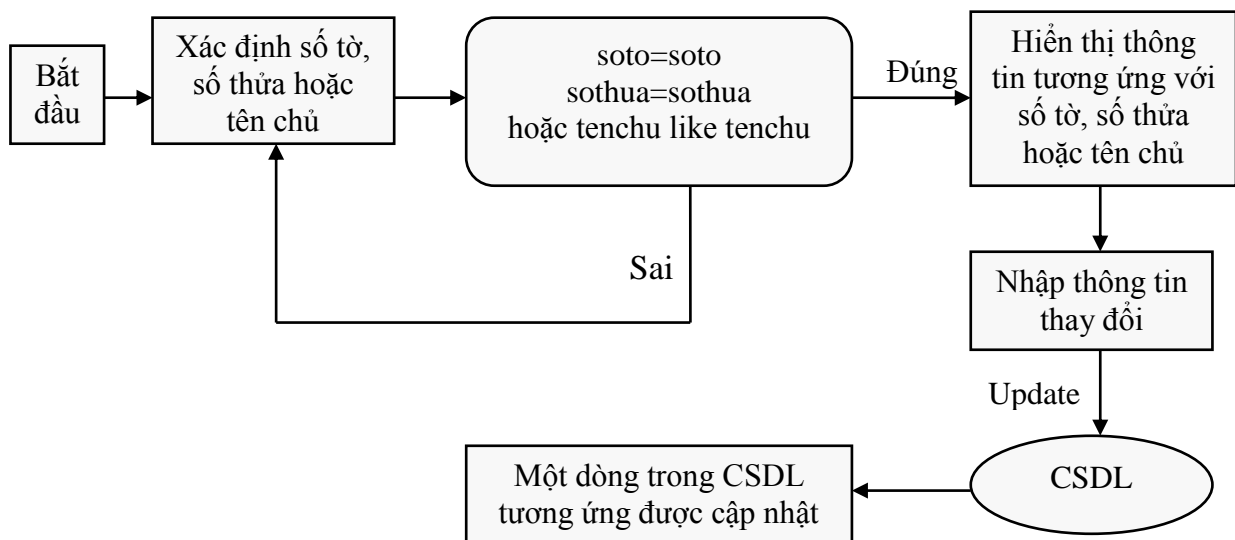 Bắt
đầu
Xác định số tờ,
số thửa hoặc
tên chủ
soto=soto
sothua=sothua
hoặc tenchu like tenchu
Đúng
Hiển thị thông
tin tương ứng với
số tờ, số thửa
hoặc tên chủ
Sai
Nhập thông tin
thay đổi
Update
CSDL
Một dòng trong CSDL
tương ứng được cập nhật